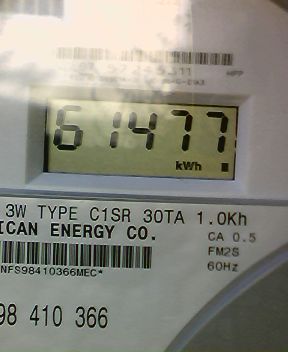 61477
kWh
3W TYPE C1SR 30TA 1.0Kh
ICAN ENERGY CO.
CA 0.5
FM2S
60Hz
NFS98410366MEC*
98 410 366